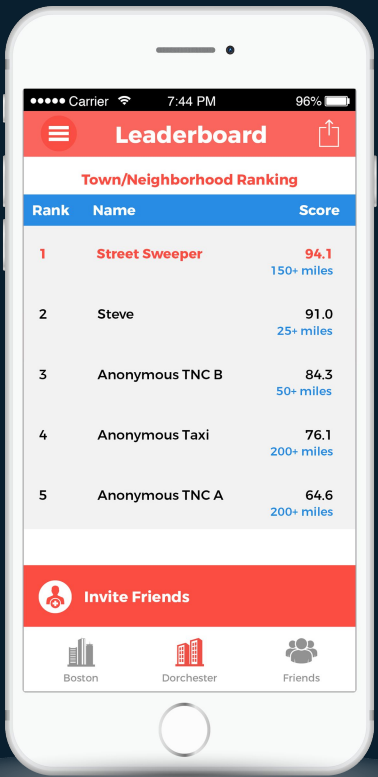 Carrier 7:44 PM 96%
Leaderboard
Town/Neighborhood Ranking
Rank Name Score
1 Street Sweeper 94.1
150+ miles
2 Steve 91.0
25+ miles
3 Anonymous TNC B 84.3
50+ miles
4 Anonymous Taxi 76.1
200+ miles
5 Anonymous TNC A 64.6
200+ miles
Invite Friends
Boston Dorchester Friends